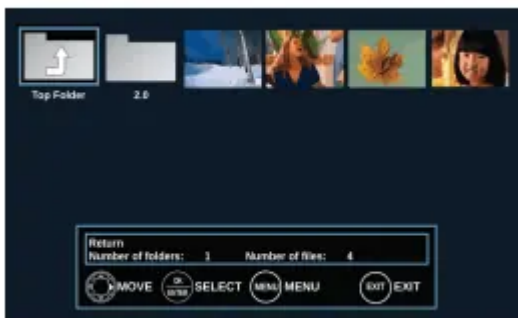 Top Folder 2.0
Return
Number of folders: 1 Number of files: 4
MOVE OK ENTER SELECT MENU MENU EXIT EXIT